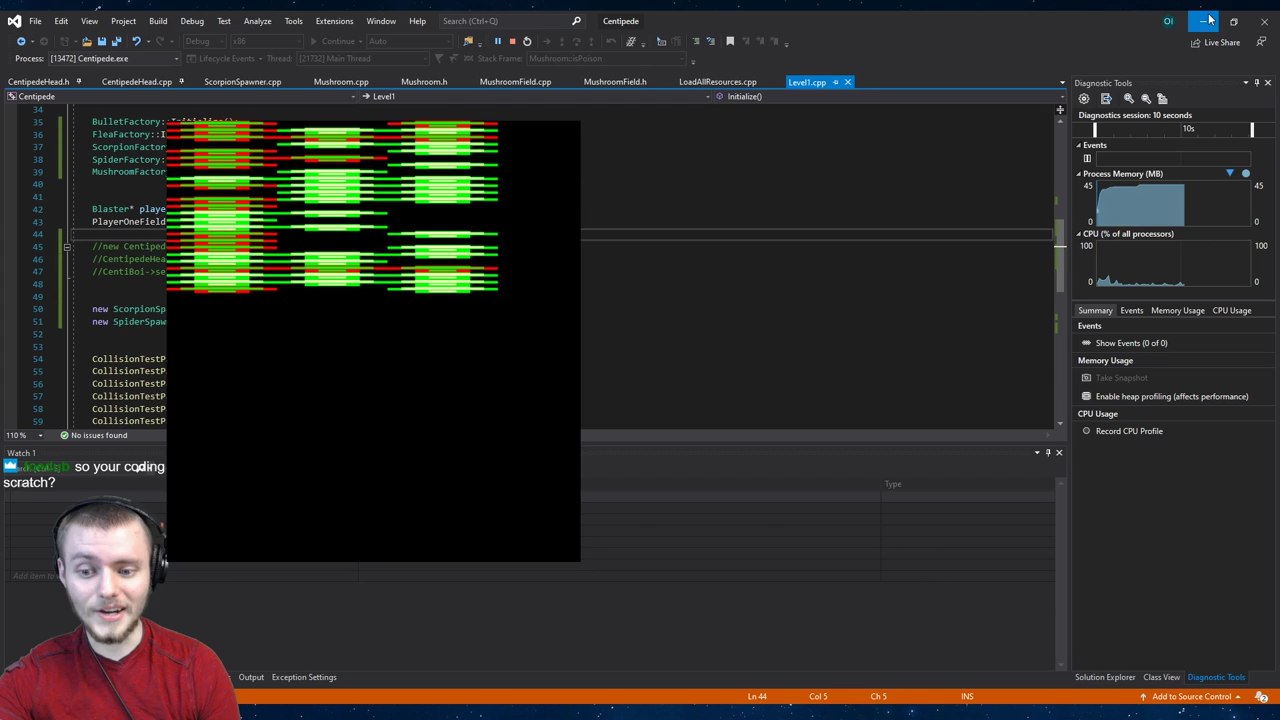 File Edit View Project Build Debug Test Analyze Tools Extensions Window Help Search (Ctrl+Q) Centipede OI
Debug x86 Continue Auto Live Share
Process: [13472] Centipede.exe Lifecycle Events Thread: [21732] Main Thread Stack Frame: Mushroom::isPoison
CentipedeHead.h CentipedeHead.cpp ScorpionSpawner.cpp Mushroom.cpp Mushroom.h MushroomField.cpp MushroomField.h LoadAllResources.cpp Level1.cpp
Centipede Level1 Initialize()
34
35 BulletFactory::Initialize();
36 FleaFactory::I
37 ScorpionFactor
38 SpiderFactory:
39 MushroomFactor
40
41
42 Blaster* playe
43 PlayerOneField
44
45 //new Centiped
46 //CentipedeHea
47 //CentiBoi->se
48
49
50 new ScorpionSp
51 new SpiderSpaw
52
53
54 CollisionTestP
55 CollisionTestP
56 CollisionTestP
57 CollisionTestP
58 CollisionTestP
59 CollisionTestP
110 % No issues found
Watch 1
so your coding
scratch?
Type
Add item to
Output Exception Settings
Diagnostic Tools
Diagnostics session: 10 seconds
10s
Events
Process Memory (MB)
45 45
0 0
CPU (% of all processors)
100 100
0 0
Summary Events Memory Usage CPU Usage
Events
Show Events (0 of 0)
Memory Usage
Take Snapshot
Enable heap profiling (affects performance)
CPU Usage
Record CPU Profile
Solution Explorer Class View Diagnostic Tools
Ln 44 Col 5 Ch 5 INS Add to Source Control 2